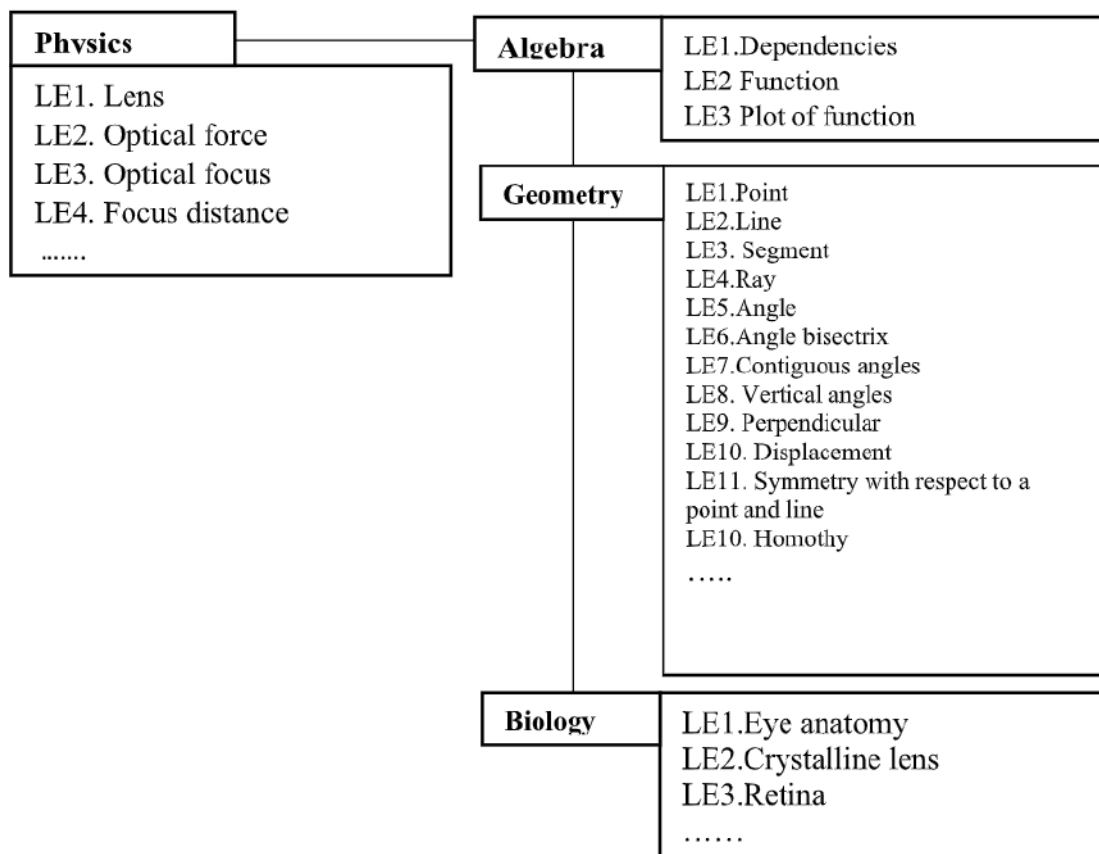 Physics
LE1. Lens
LE2. Optical force
LE3. Optical focus
LE4. Focus distance
.......
Algebra
LE1.Dependencies
LE2 Function
LE3 Plot of function
Geometry
LE1.Point
LE2.Line
LE3. Segment
LE4.Ray
LE5.Angle
LE6.Angle bisectrix
LE7.Contiguous angles
LE8. Vertical angles
LE9. Perpendicular
LE10. Displacement
LE11. Symmetry with respect to a
point and line
LE10. Homothy
.....
Biology
LE1.Eye anatomy
LE2.Crystalline lens
LE3.Retina
......